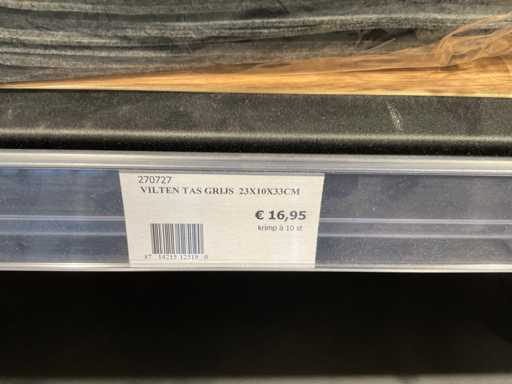 270727
VILTEN TAS GRIJS 23X10X33CM
€ 16,95
krimp à 10 st